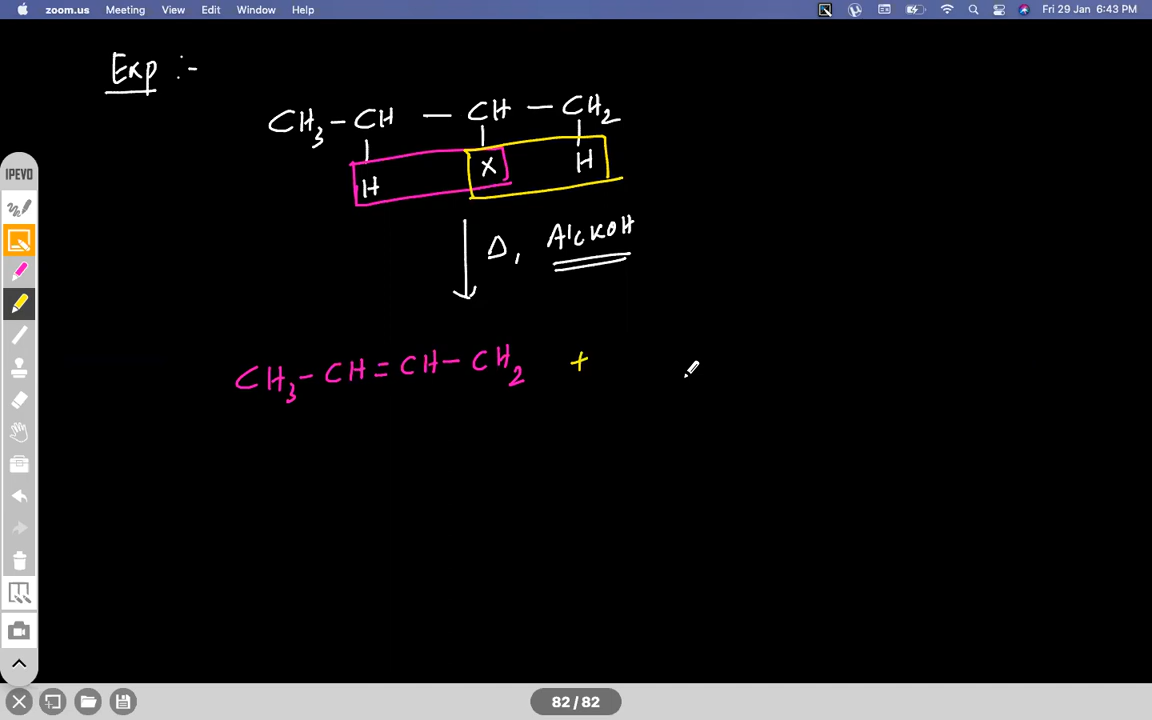 zoom.us Meeting View Edit Window Help Fri 29 Jan 6:43 PM
Exp :-
CH3 - CH — CH — CH2
H X H
Δ, Alc KOH
CH3 - CH = CH - CH2 +
IPEVO
82 / 82